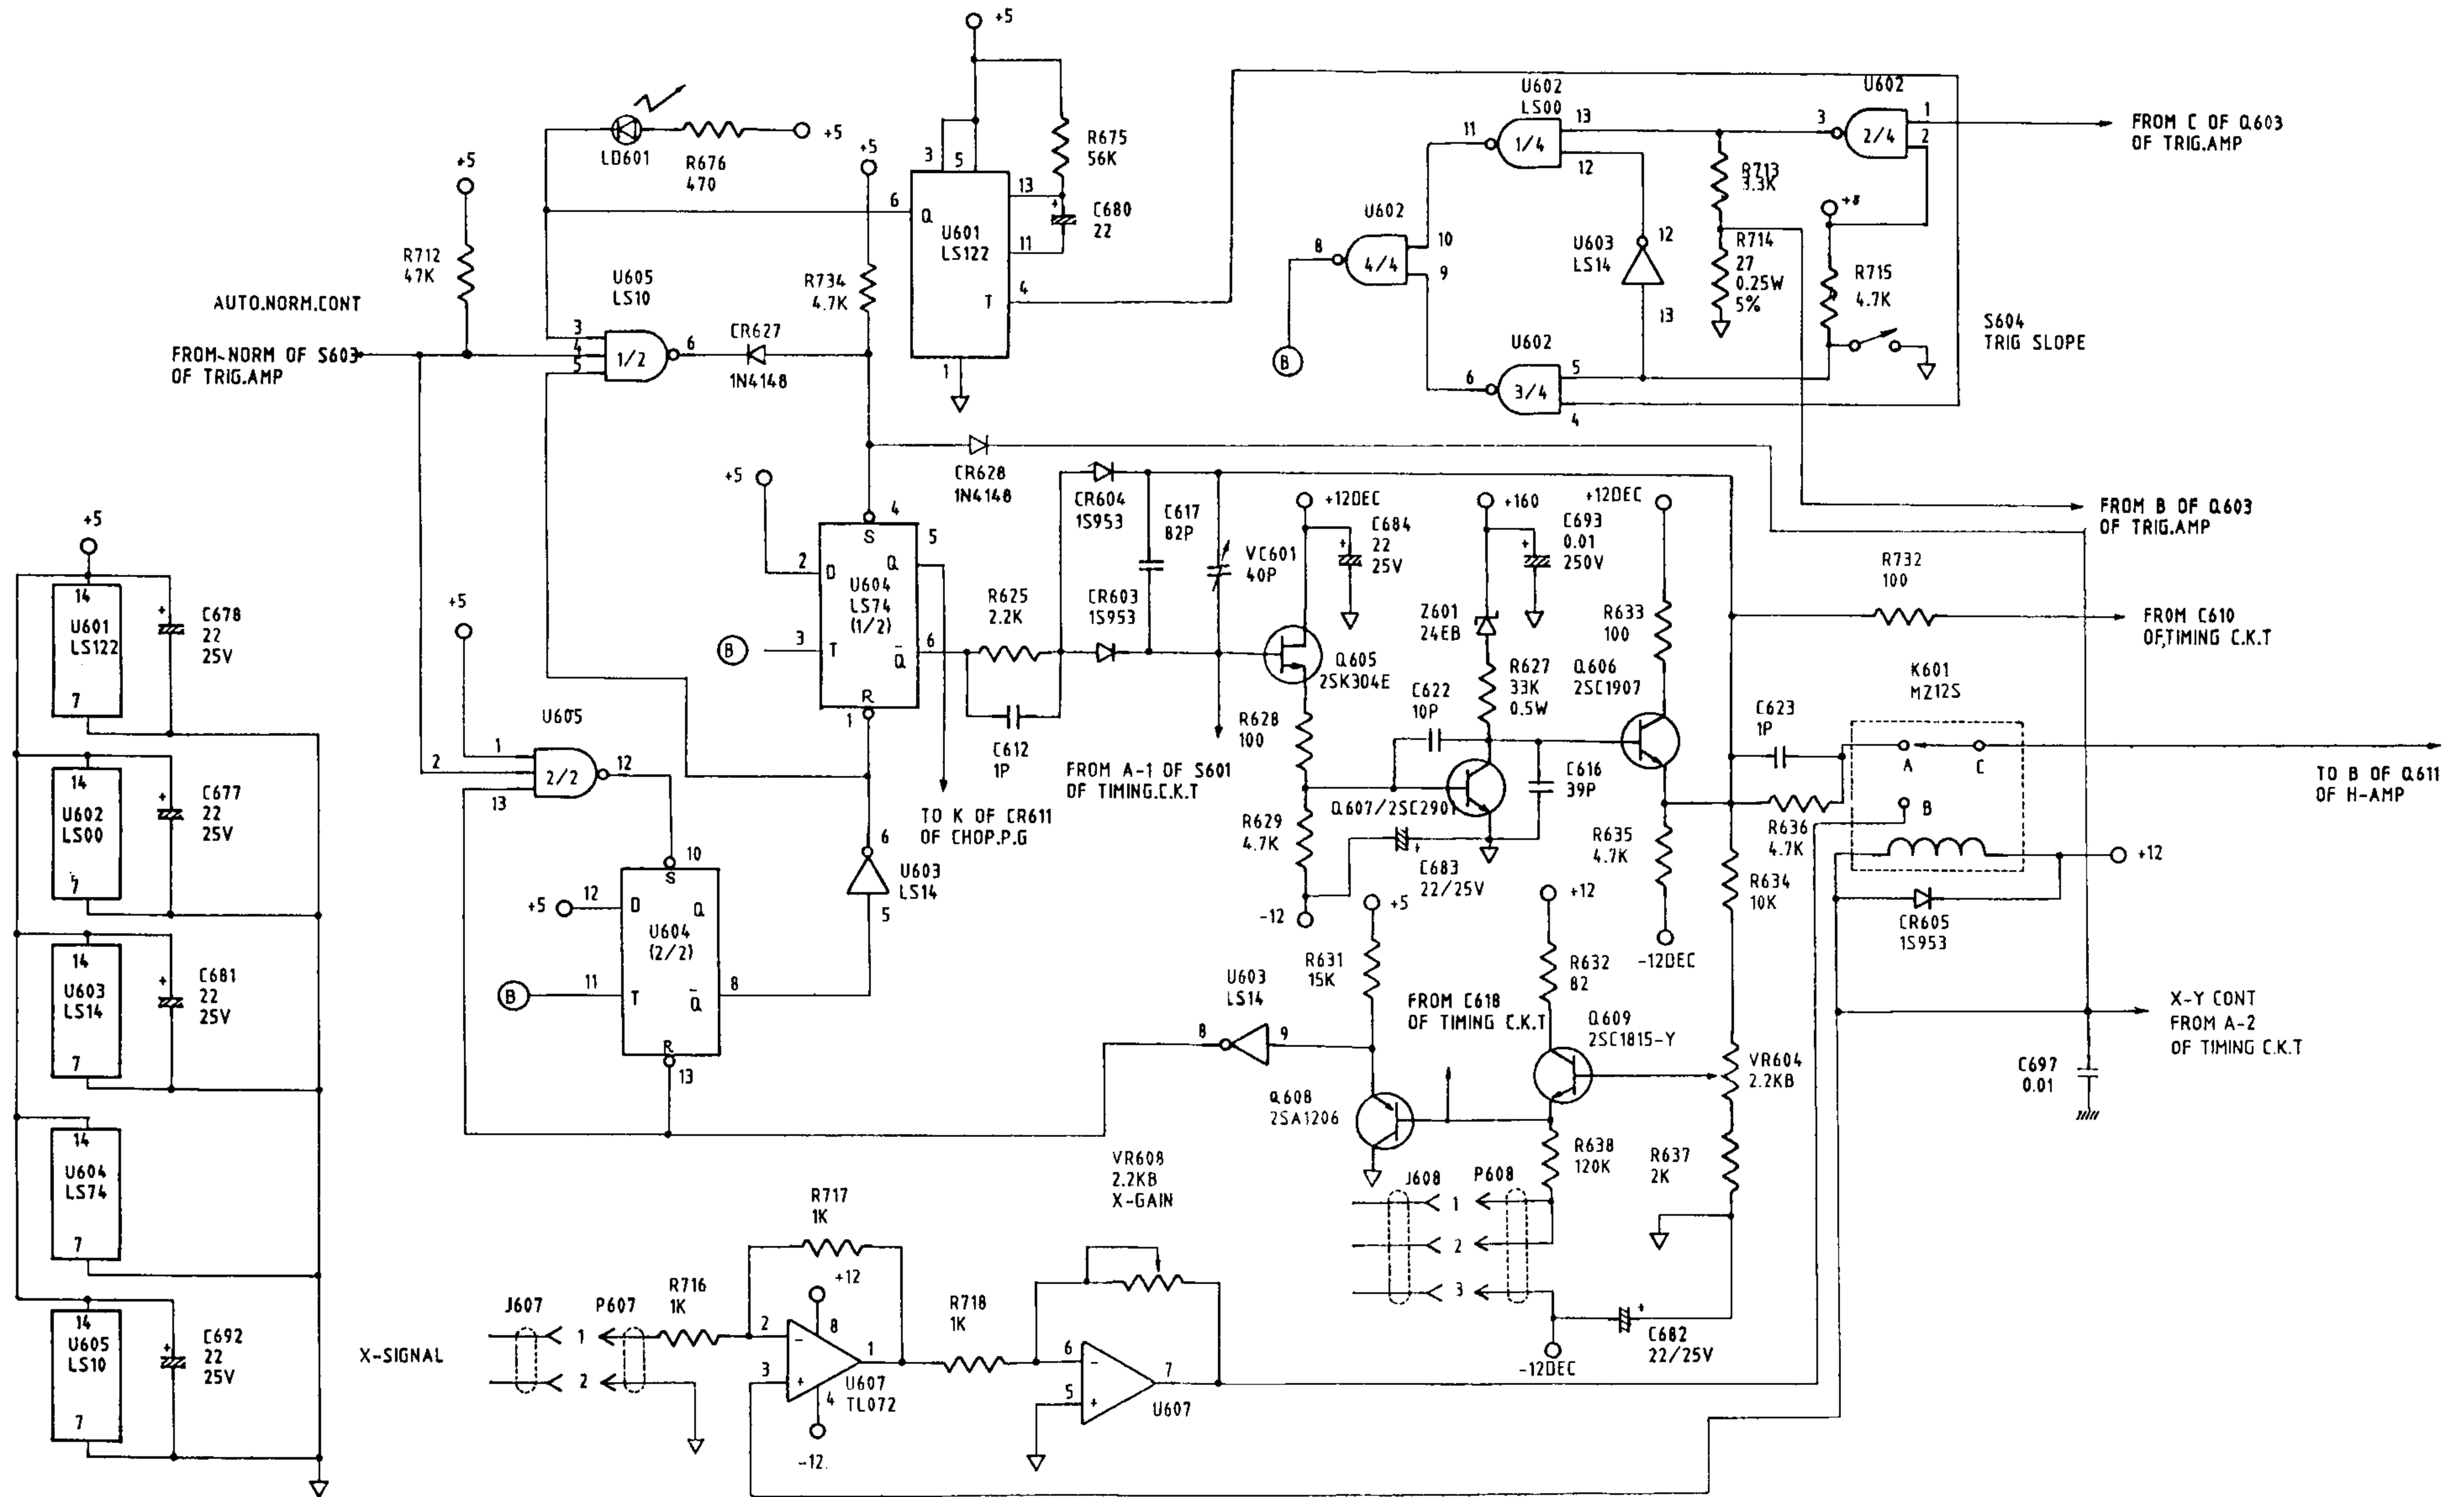 +5
+5
LD601
R676
470
+5
+5
R712
47K
AUTO.NORM.CONT
FROM-NORM OF S603
OF TRIG.AMP
U605
LS10
3
4
5
1/2
6
CR627
1N4148
R734
4.7K
3
5
6
Q
U601
LS122
T
13
11
4
1
R675
56K
+
C680
22
U602
LS00
11
1/4
13
12
U602
3
2/4
1
2
FROM C OF Q603
OF TRIG.AMP
R713
3.3K
U602
8
4/4
10
9
B
U603
LS14
12
13
R714
27
0.25W
5%
+8
R715
4.7K
S604
TRIG SLOPE
U602
6
3/4
5
4
CR628
1N4148
+5
4
S
2
D
Q
5
U604
LS74
(1/2)
B
3
T
Q
6
R
1
CR604
1S953
C617
82P
VC601
40P
R625
2.2K
CR603
1S953
C612
1P
TO K OF CR611
OF CHOP.P.G
FROM A-1 OF S601
OF TIMING.C.K.T
+12DEC
+
C684
22
25V
Q605
2SK304E
R628
100
R629
4.7K
-12
+160
+
C693
0.01
250V
Z601
24EB
R627
33K
0.5W
C622
10P
Q607/2SC2901
C616
39P
+
C683
22/25V
+12DEC
R633
100
Q606
2SC1907
R635
4.7K
-12DEC
FROM B OF Q603
OF TRIG.AMP
R732
100
FROM C610
OF,TIMING C.K.T
K601
MZ12S
C623
1P
A
C
B
R636
4.7K
TO B OF Q611
OF H-AMP
+12
CR605
1S953
R634
10K
X-Y CONT
FROM A-2
OF TIMING C.K.T
C697
0.01
+5
14
U601
LS122
7
+
C678
22
25V
14
U602
LS00
7
+
C677
22
25V
14
U603
LS14
7
+
C681
22
25V
14
U604
LS74
7
14
U605
LS10
7
+
C692
22
25V
+5
U605
1
2
13
2/2
12
10
S
+5
12
D
Q
U604
(2/2)
B
11
T
Q
8
R
13
6
U603
LS14
5
U603
LS14
8
9
+5
R631
15K
Q608
2SA1206
FROM C618
OF TIMING C.K.T
+12
R632
82
Q609
2SC1815-Y
VR604
2.2KB
R638
120K
R637
2K
J608
P608
1
2
3
-12DEC
+
C682
22/25V
VR608
2.2KB
X-GAIN
R717
1K
+12
X-SIGNAL
J607
P607
1
2
R716
1K
2
-
3
+
8
1
4
U607
TL072
-12
R718
1K
6
-
5
+
7
U607